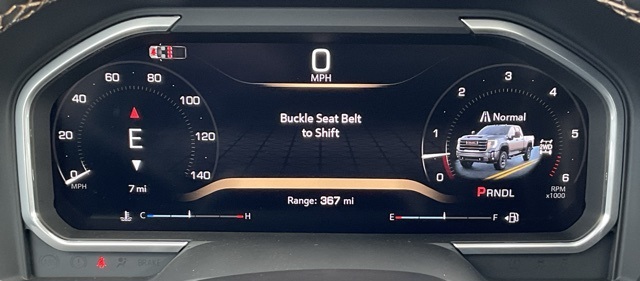 0
MPH
Buckle Seat Belt
to Shift
Range: 367 mi
0
20
40
60
80
100
120
140
MPH
E
7 mi
C H
0
1
2
3
4
5
6
Normal
2WD
PRNDL
RPM
x1000
E F